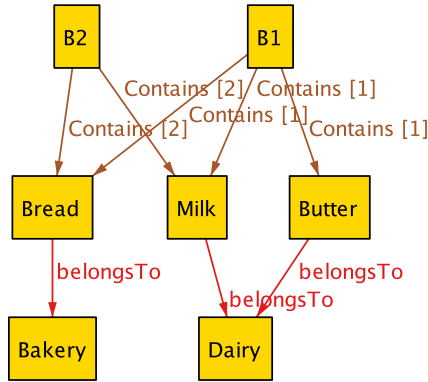 B2
B1
Contains [2]
Contains [1]
Contains [1]
Contains [2]
Contains [1]
Bread
Milk
Butter
belongsTo
belongsTo
belongsTo
Bakery
Dairy